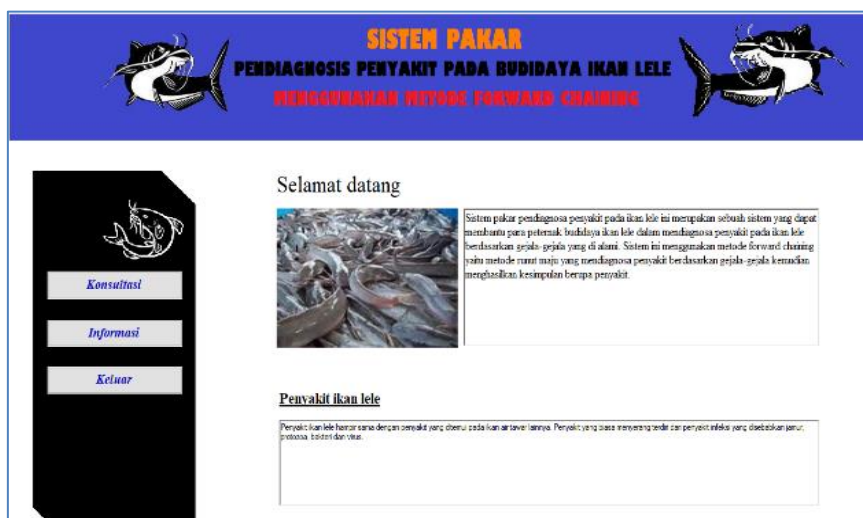 SISTEM PAKAR
PENDIAGNOSIS PENYAKIT PADA BUDIDAYA IKAN LELE
MENGGUNAKAN METODE FORWARD CHAINING
Selamat datang
Sistem pakar pendiagnosa penyakit pada ikan lele ini merupakan sebuah sistem yang dapat
membantu para peternak budidaya ikan lele dalam mendiagnosa penyakit pada ikan lele
berdasarkan gejala-gejala yang di alami. Sistem ini menggunakan metode forward chaining
yaitu metode runut maju yang mendiagnosa penyakit berdasarkan gejala-gejala kemudian
menghasilkan kesimpulan berupa penyakit.
Konsultasi
Informasi
Keluar
Penyakit ikan lele
Penyakit ikan lele hampir sama dengan penyakit yang ditemui pada ikan air tawar lainnya. Penyakit yang biasa menyerang terdiri dari penyakit infeksi yang disebabkan jamur,
protozoa, bakteri dan virus.